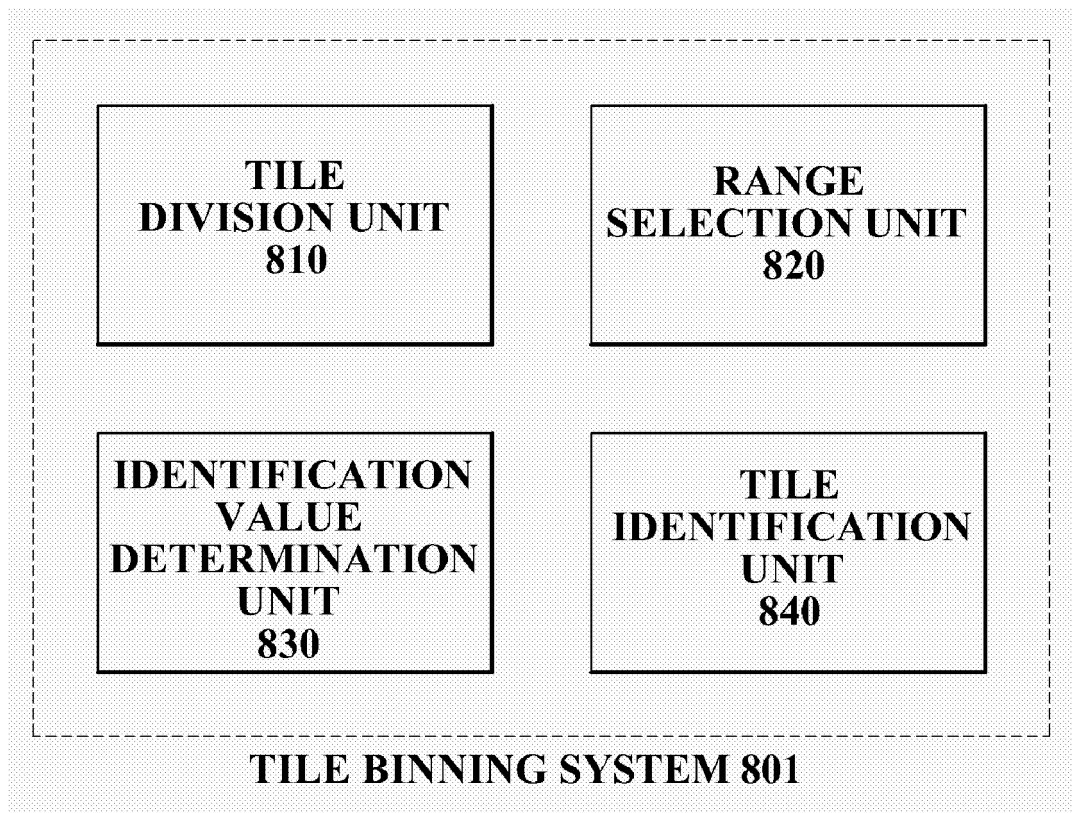 TILE
DIVISION UNIT
810
RANGE
SELECTION UNIT
820
IDENTIFICATION
VALUE
DETERMINATION
UNIT
830
TILE
IDENTIFICATION
UNIT
840
TILE BINNING SYSTEM 801